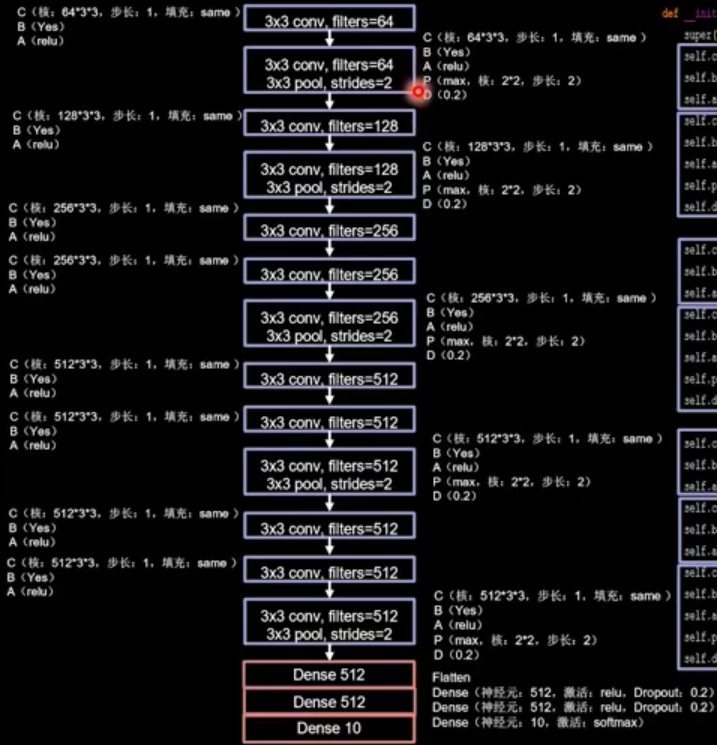 C（核：64*3*3，步长：1，填充：same ）
B（Yes）
A（relu）
3x3 conv, filters=64
3x3 conv, filters=64
3x3 pool, strides=2
C（核：64*3*3，步长：1，填充：same ）
B（Yes）
A（relu）
P（max，核：2*2，步长：2）
D（0.2）
C（核：128*3*3，步长：1，填充：same ）
B（Yes）
A（relu）
3x3 conv, filters=128
3x3 conv, filters=128
3x3 pool, strides=2
C（核：128*3*3，步长：1，填充：same ）
B（Yes）
A（relu）
P（max，核：2*2，步长：2）
D（0.2）
C（核：256*3*3，步长：1，填充：same ）
B（Yes）
A（relu）
3x3 conv, filters=256
C（核：256*3*3，步长：1，填充：same ）
B（Yes）
A（relu）
3x3 conv, filters=256
3x3 conv, filters=256
3x3 pool, strides=2
C（核：256*3*3，步长：1，填充：same ）
B（Yes）
A（relu）
P（max，核：2*2，步长：2）
D（0.2）
C（核：512*3*3，步长：1，填充：same ）
B（Yes）
A（relu）
3x3 conv, filters=512
C（核：512*3*3，步长：1，填充：same ）
B（Yes）
A（relu）
3x3 conv, filters=512
3x3 conv, filters=512
3x3 pool, strides=2
C（核：512*3*3，步长：1，填充：same ）
B（Yes）
A（relu）
P（max，核：2*2，步长：2）
D（0.2）
C（核：512*3*3，步长：1，填充：same ）
B（Yes）
A（relu）
3x3 conv, filters=512
C（核：512*3*3，步长：1，填充：same ）
B（Yes）
A（relu）
3x3 conv, filters=512
3x3 conv, filters=512
3x3 pool, strides=2
C（核：512*3*3，步长：1，填充：same ）
B（Yes）
A（relu）
P（max，核：2*2，步长：2）
D（0.2）
Dense 512
Dense 512
Dense 10
Flatten
Dense（神经元：512，激活：relu，Dropout：0.2）
Dense（神经元：512，激活：relu，Dropout：0.2）
Dense（神经元：10，激活：softmax）
def __init
super(
self.c
self.b
self.a
self.c
self.b
self.a
self.p
self.d
self.c
self.b
self.a
self.c
self.b
self.a
self.p
self.d
self.c
self.b
self.a
self.c
self.b
self.a
self.c
self.b
self.a
self.p
self.d